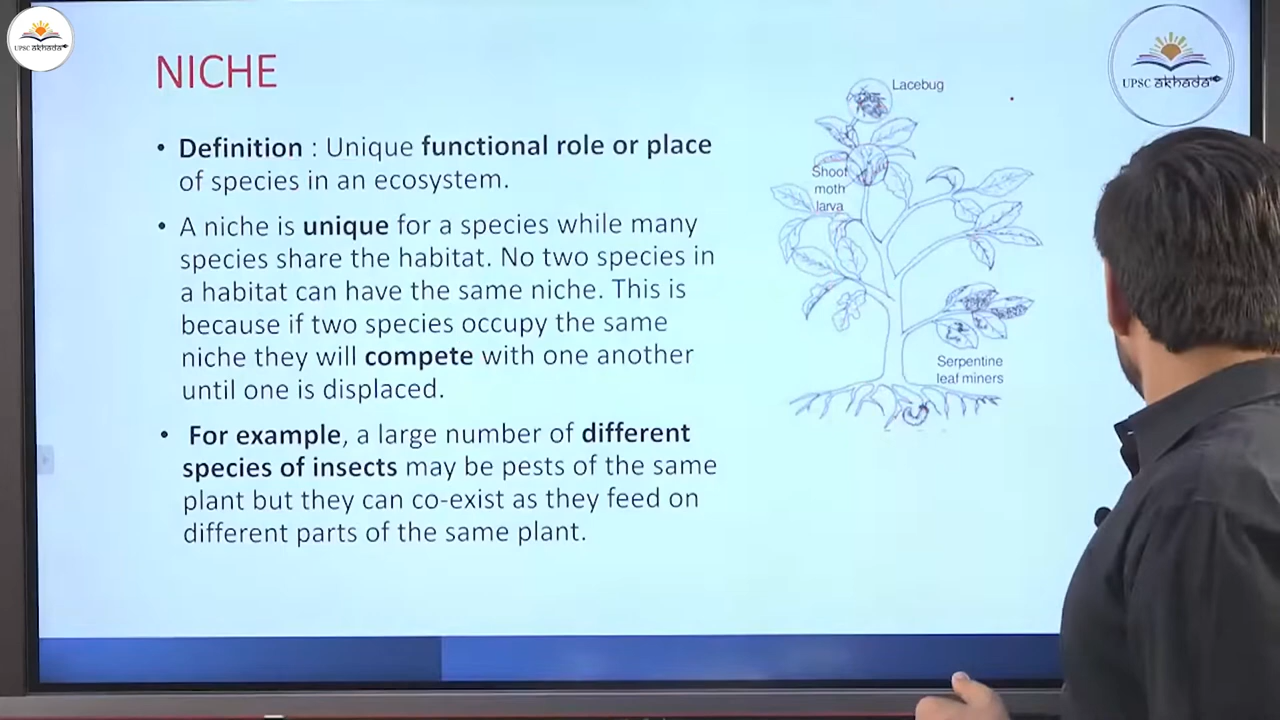 UPSC akhada
NICHE
UPSC akhada
• Definition : Unique functional role or place
of species in an ecosystem.
• A niche is unique for a species while many
species share the habitat. No two species in
a habitat can have the same niche. This is
because if two species occupy the same
niche they will compete with one another
until one is displaced.
• For example, a large number of different
species of insects may be pests of the same
plant but they can co-exist as they feed on
different parts of the same plant.
Lacebug
Shoot
moth
larva
Serpentine
leaf miners